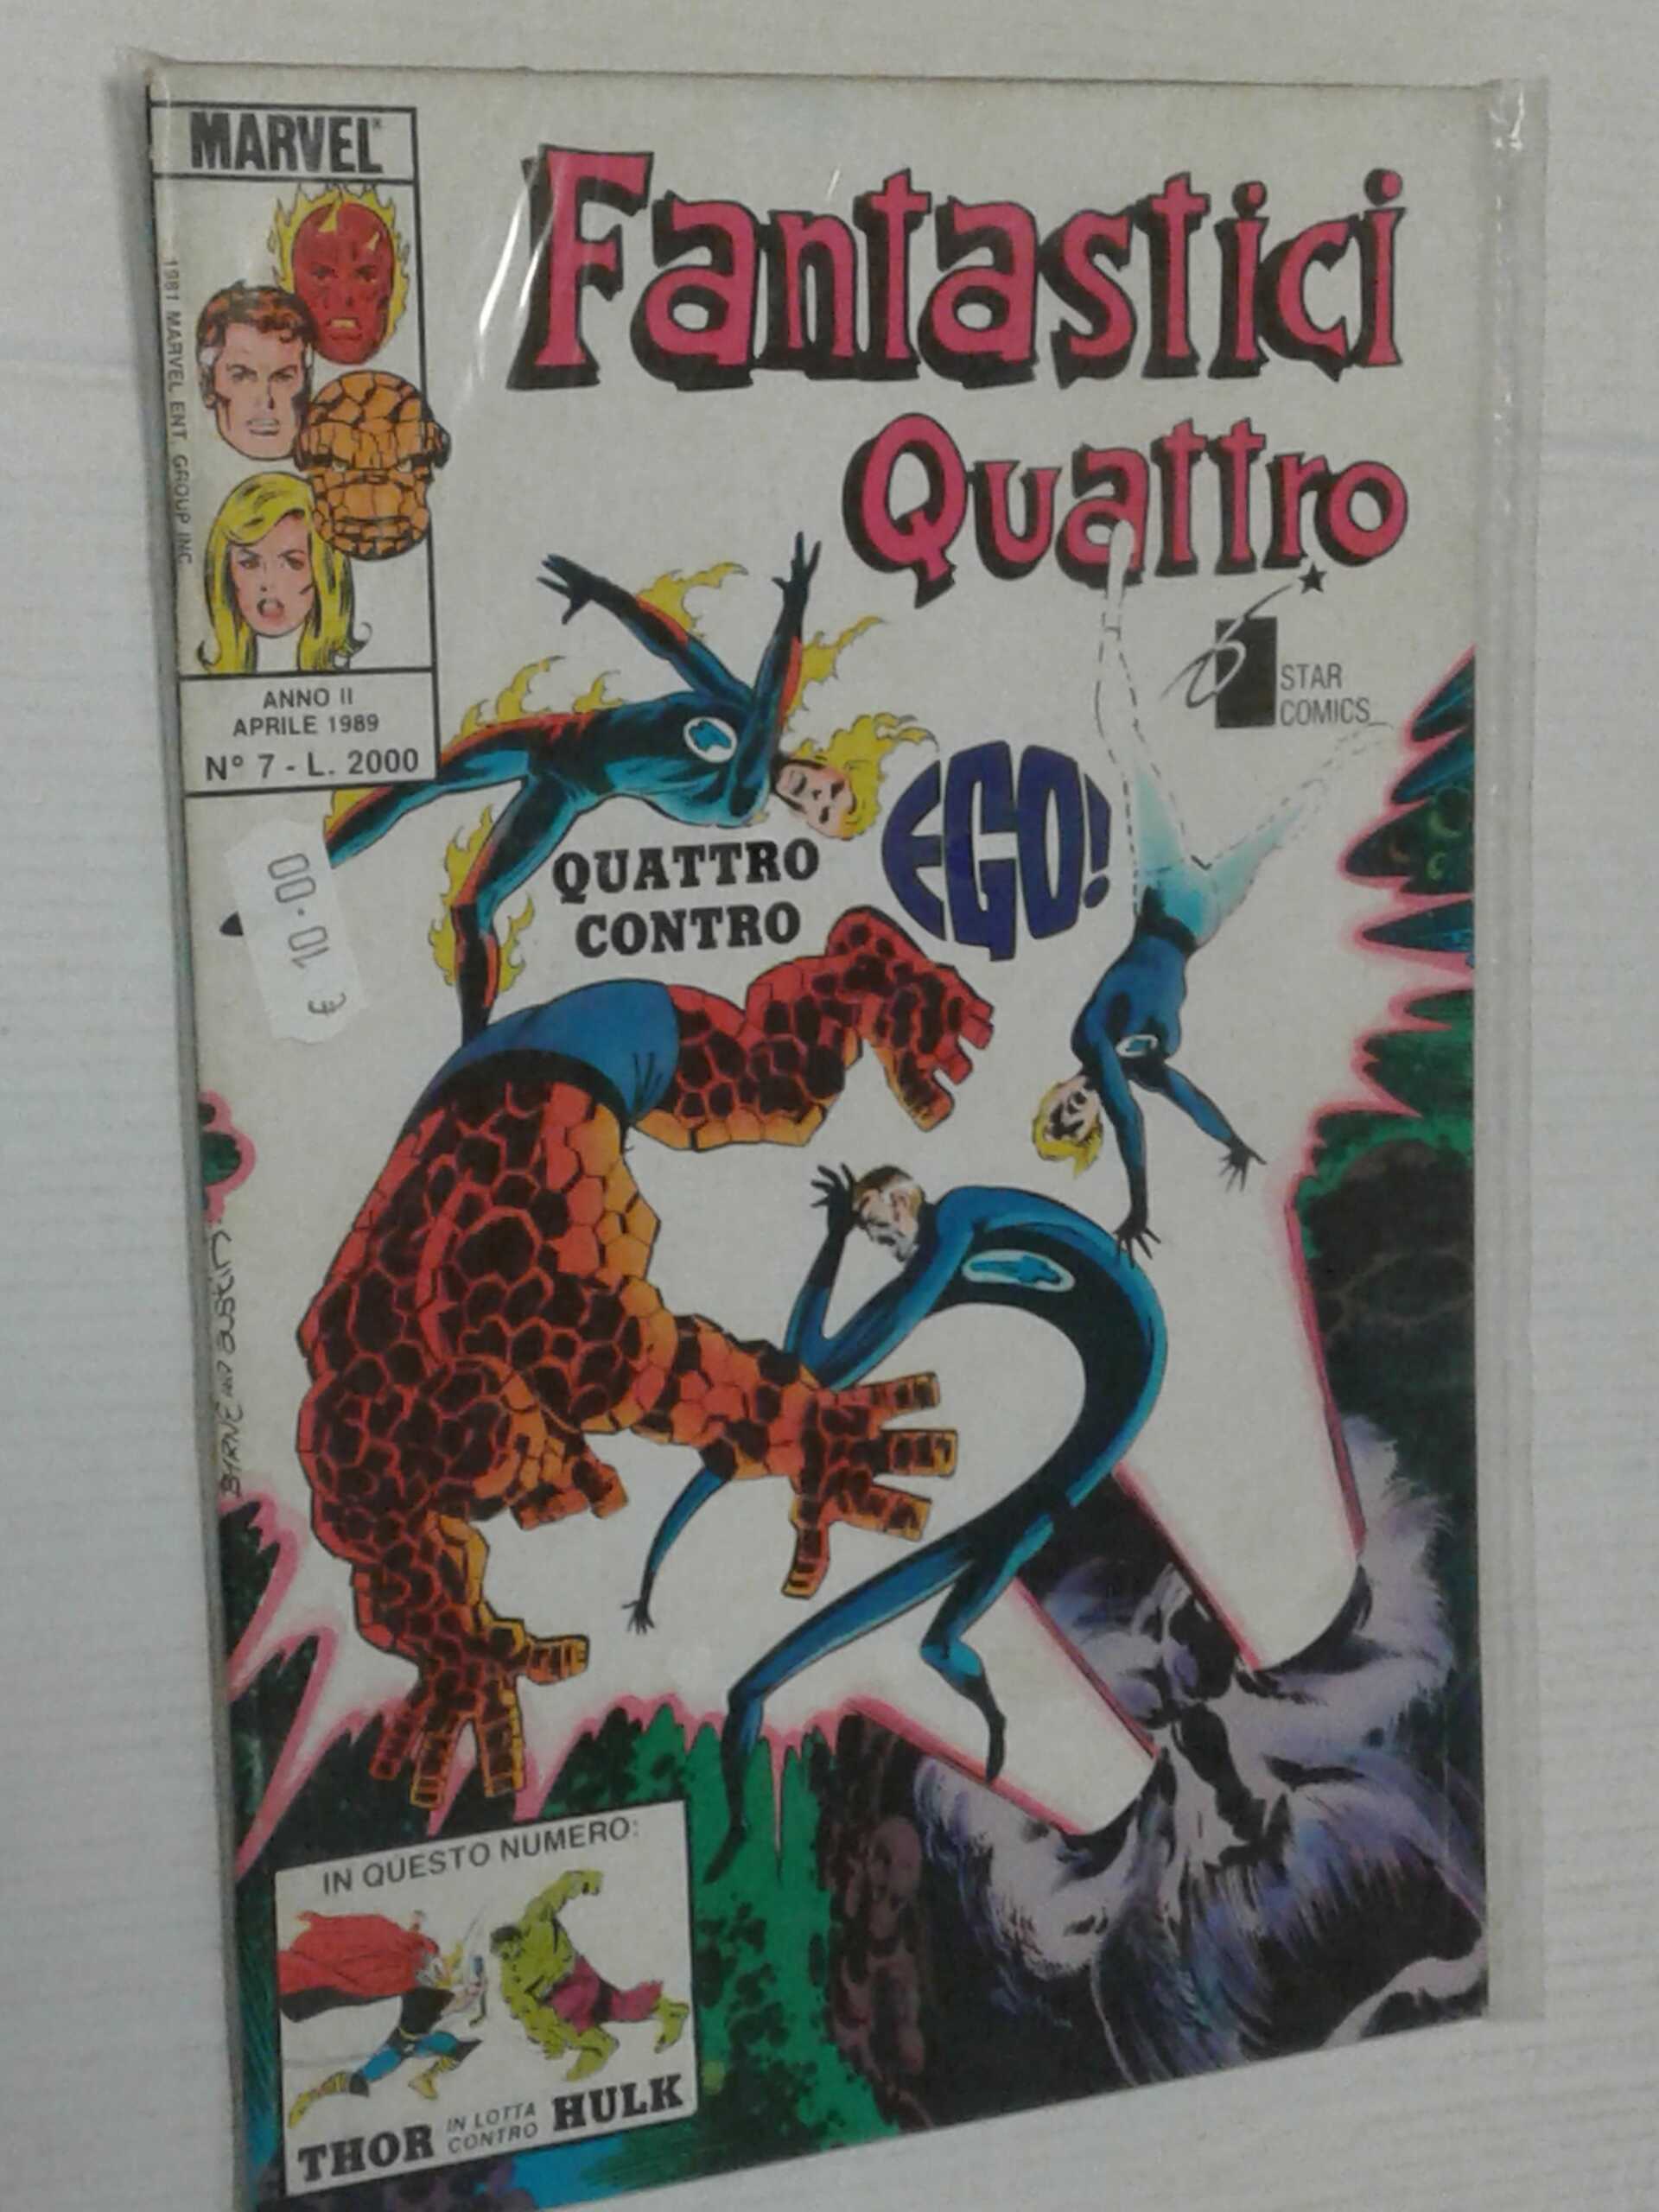 MARVEL
Fantastici
Quattro
1981 MARVEL ENT. GROUP INC.
ANNO II
APRILE 1989
N° 7 - L. 2000
STAR
COMICS
€ 10.00
QUATTRO
CONTRO
EGO!
BYRNE AND AUSTIN
IN QUESTO NUMERO:
THOR IN LOTTA CONTRO HULK